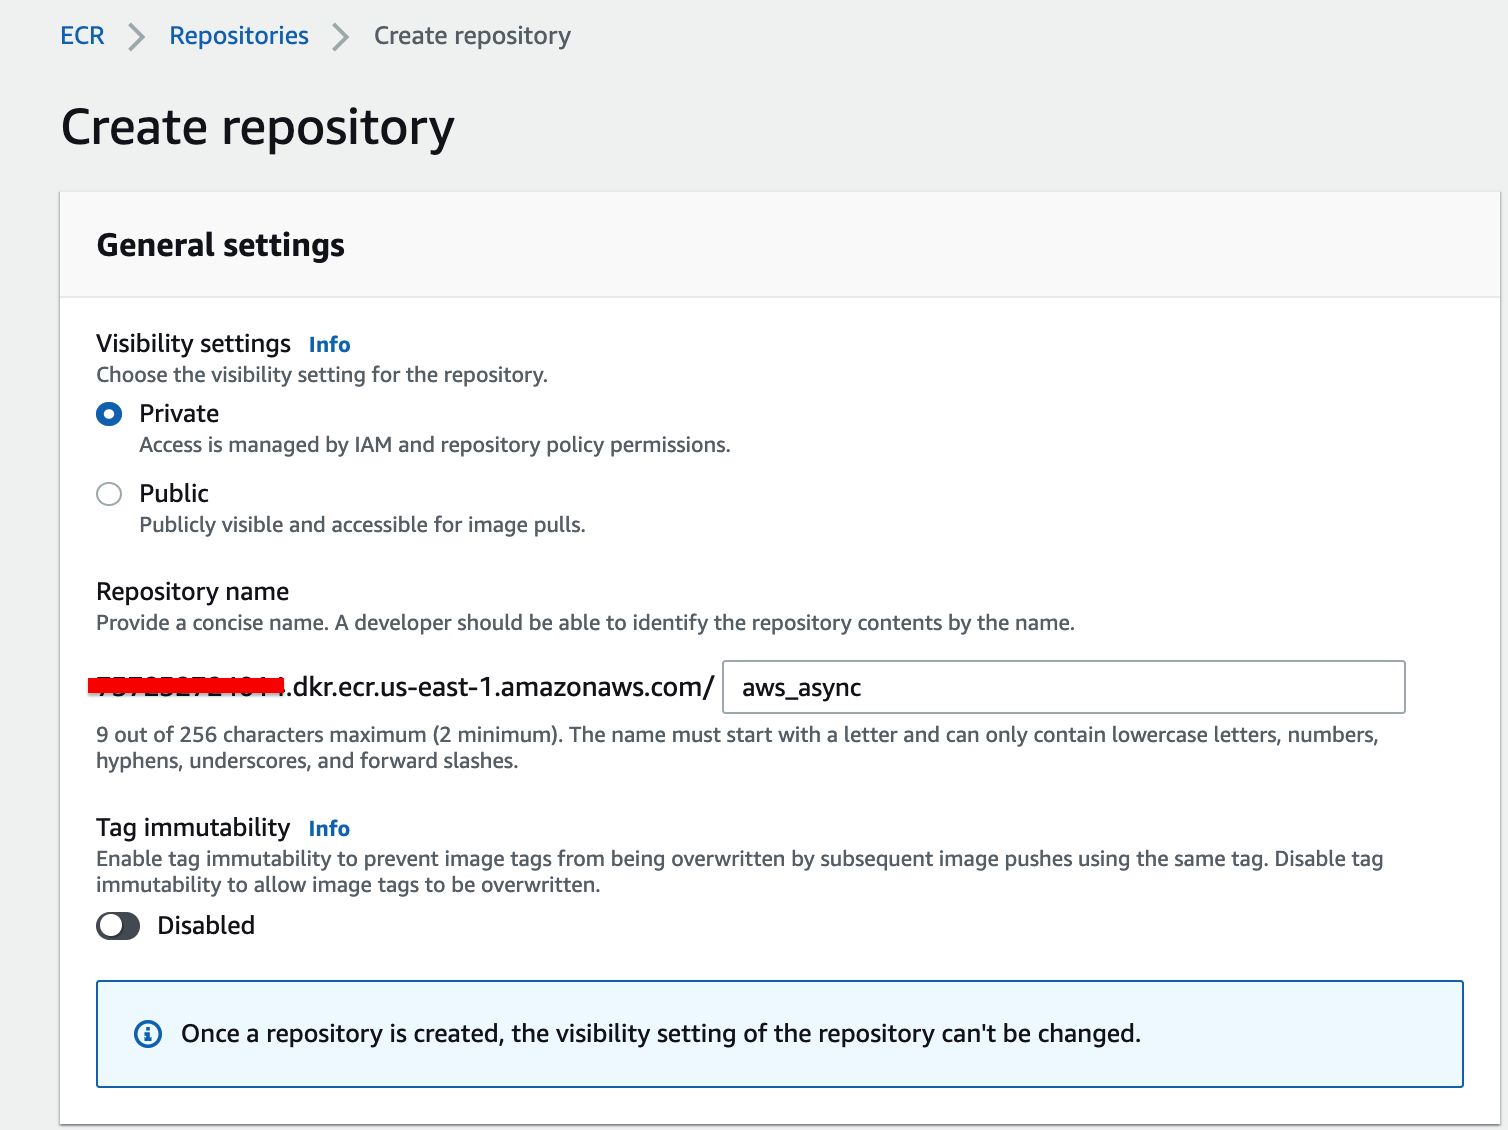 ECR > Repositories > Create repository
Create repository
General settings
Visibility settings Info
Choose the visibility setting for the repository.
Private
Access is managed by IAM and repository policy permissions.
Public
Publicly visible and accessible for image pulls.
Repository name
Provide a concise name. A developer should be able to identify the repository contents by the name.
.dkr.ecr.us-east-1.amazonaws.com/ aws_async
9 out of 256 characters maximum (2 minimum). The name must start with a letter and can only contain lowercase letters, numbers,
hyphens, underscores, and forward slashes.
Tag immutability Info
Enable tag immutability to prevent image tags from being overwritten by subsequent image pushes using the same tag. Disable tag
immutability to allow image tags to be overwritten.
Disabled
Once a repository is created, the visibility setting of the repository can't be changed.